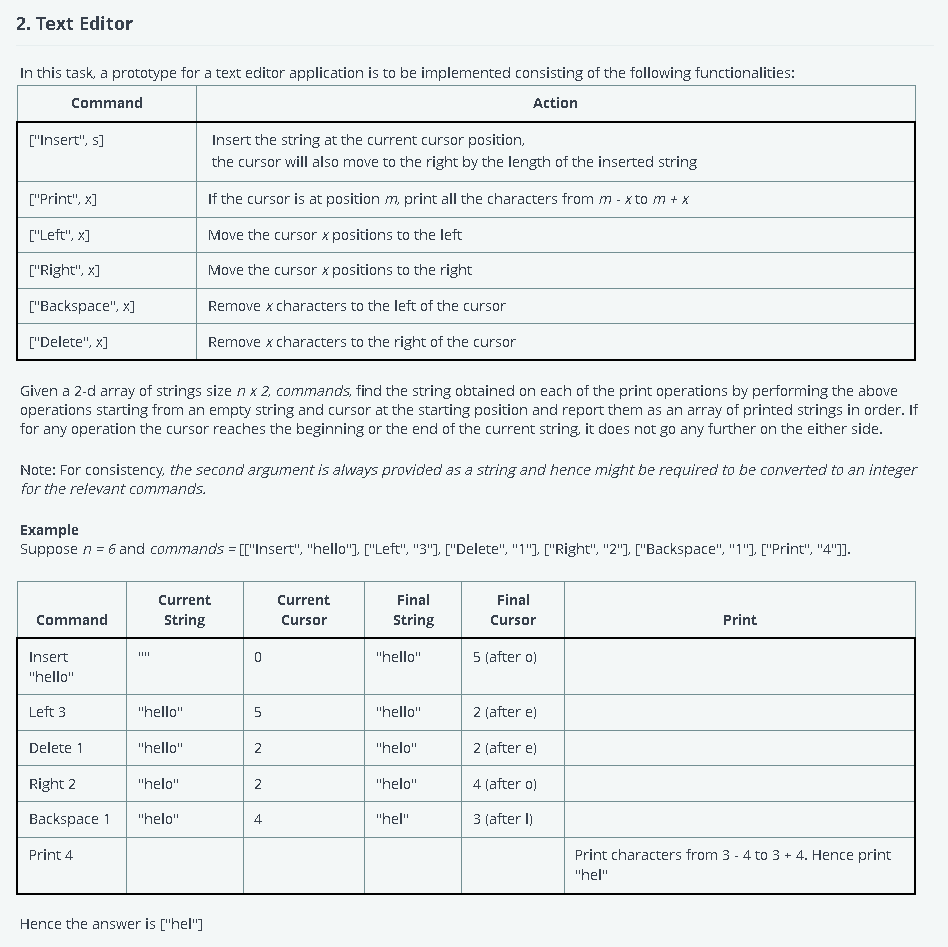 2. Text Editor
In this task, a prototype for a text editor application is to be implemented consisting of the following functionalities:
Command Action
["Insert", s] Insert the string at the current cursor position,
the cursor will also move to the right by the length of the inserted string
["Print", x] If the cursor is at position m, print all the characters from m - x to m + x
["Left", x] Move the cursor x positions to the left
["Right", x] Move the cursor x positions to the right
["Backspace", x] Remove x characters to the left of the cursor
["Delete", x] Remove x characters to the right of the cursor
Given a 2-d array of strings size n x 2, commands, find the string obtained on each of the print operations by performing the above
operations starting from an empty string and cursor at the starting position and report them as an array of printed strings in order. If
for any operation the cursor reaches the beginning or the end of the current string, it does not go any further on the either side.
Note: For consistency, the second argument is always provided as a string and hence might be required to be converted to an integer
for the relevant commands.
Example
Suppose n = 6 and commands = [["Insert", "hello"], ["Left", "3"], ["Delete", "1"], ["Right", "2"], ["Backspace", "1"], ["Print", "4"]].
Command Current String Current Cursor Final String Final Cursor Print
Insert "hello" "" 0 "hello" 5 (after o)
Left 3 "hello" 5 "hello" 2 (after e)
Delete 1 "hello" 2 "helo" 2 (after e)
Right 2 "helo" 2 "helo" 4 (after o)
Backspace 1 "helo" 4 "hel" 3 (after l)
Print 4 Print characters from 3 - 4 to 3 + 4. Hence print
"hel"
Hence the answer is ["hel"]